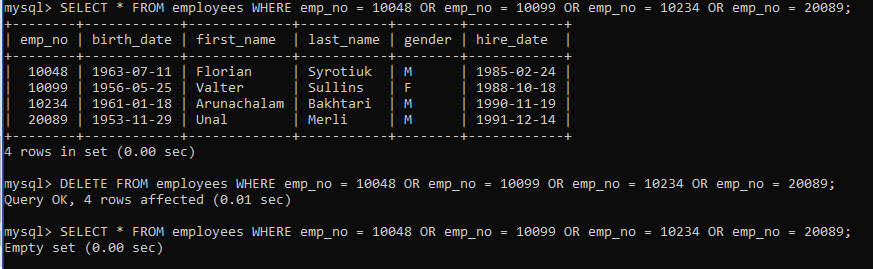 mysql> SELECT * FROM employees WHERE emp_no = 10048 OR emp_no = 10099 OR emp_no = 10234 OR emp_no = 20089;
+--------+------------+-------------+-----------+--------+------------+
| emp_no | birth_date | first_name | last_name | gender | hire_date |
+--------+------------+-------------+-----------+--------+------------+
| 10048 | 1963-07-11 | Florian | Syrotiuk | M | 1985-02-24 |
| 10099 | 1956-05-25 | Valter | Sullins | F | 1988-10-18 |
| 10234 | 1961-01-18 | Arunachalam | Bakhtari | M | 1990-11-19 |
| 20089 | 1953-11-29 | Unal | Merli | M | 1991-12-14 |
+--------+------------+-------------+-----------+--------+------------+
4 rows in set (0.00 sec)
mysql> DELETE FROM employees WHERE emp_no = 10048 OR emp_no = 10099 OR emp_no = 10234 OR emp_no = 20089;
Query OK, 4 rows affected (0.01 sec)
mysql> SELECT * FROM employees WHERE emp_no = 10048 OR emp_no = 10099 OR emp_no = 10234 OR emp_no = 20089;
Empty set (0.00 sec)